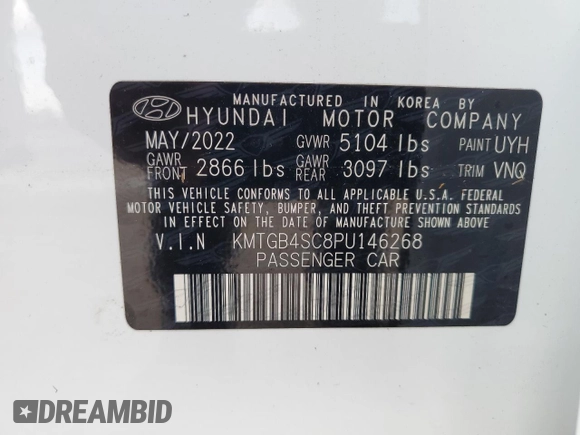 MANUFACTURED IN KOREA BY
HYUNDAI MOTOR COMPANY
MAY/2022 GVWR 5104 lbs PAINT UYH
GAWR FRONT 2866 lbs GAWR REAR 3097 lbs TRIM VNQ
THIS VEHICLE CONFORMS TO ALL APPLICABLE U.S.A. FEDERAL
MOTOR VEHICLE SAFETY, BUMPER, AND THEFT PREVENTION STANDARDS
IN EFFECT ON THE DATE OF MANUFACTURE SHOWN ABOVE.
V.I.N KMTGB4SC8PU146268
PASSENGER CAR
DREAMBID